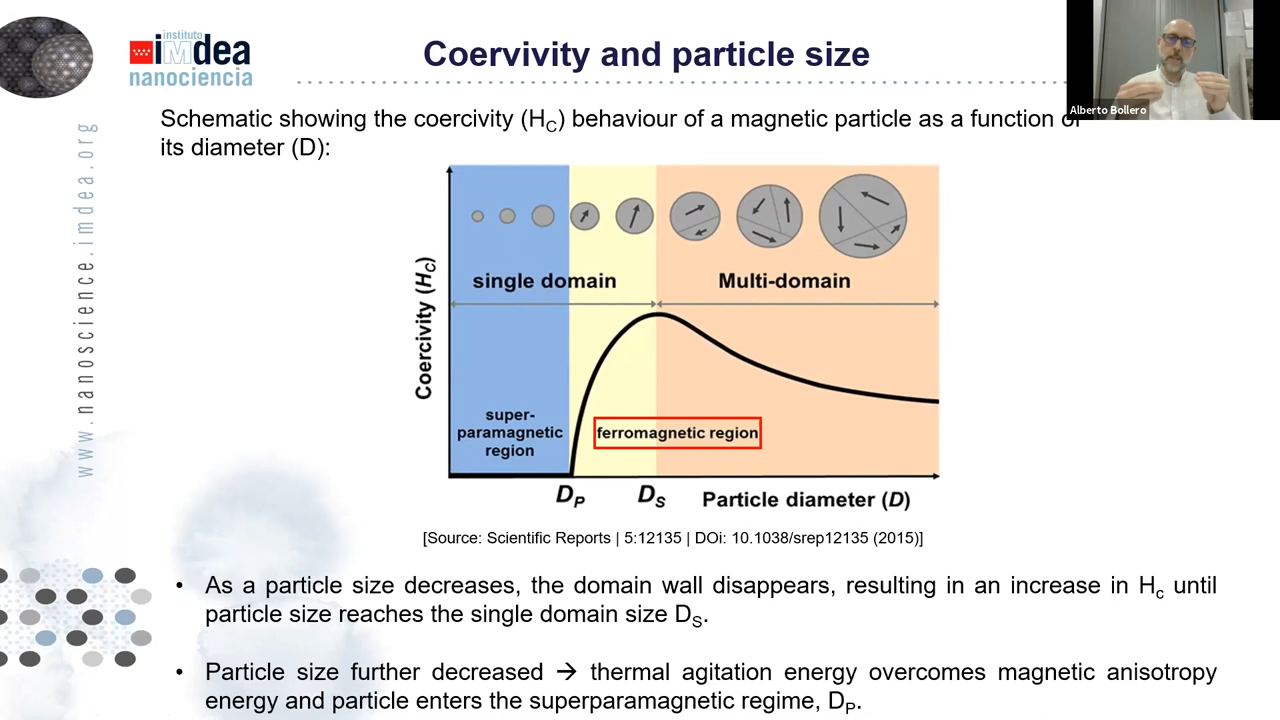 instituto
imdea
nanociencia
Coervivity and particle size
Alberto Bollero
www.nanoscience.imdea.org
Schematic showing the coercivity (HC) behaviour of a magnetic particle as a function of
its diameter (D):
single domain
Multi-domain
Coercivity (HC)
super-
paramagnetic
region
ferromagnetic region
DP
DS
Particle diameter (D)
[Source: Scientific Reports | 5:12135 | DOi: 10.1038/srep12135 (2015)]
• As a particle size decreases, the domain wall disappears, resulting in an increase in Hc until
particle size reaches the single domain size DS.
• Particle size further decreased → thermal agitation energy overcomes magnetic anisotropy
energy and particle enters the superparamagnetic regime, DP.